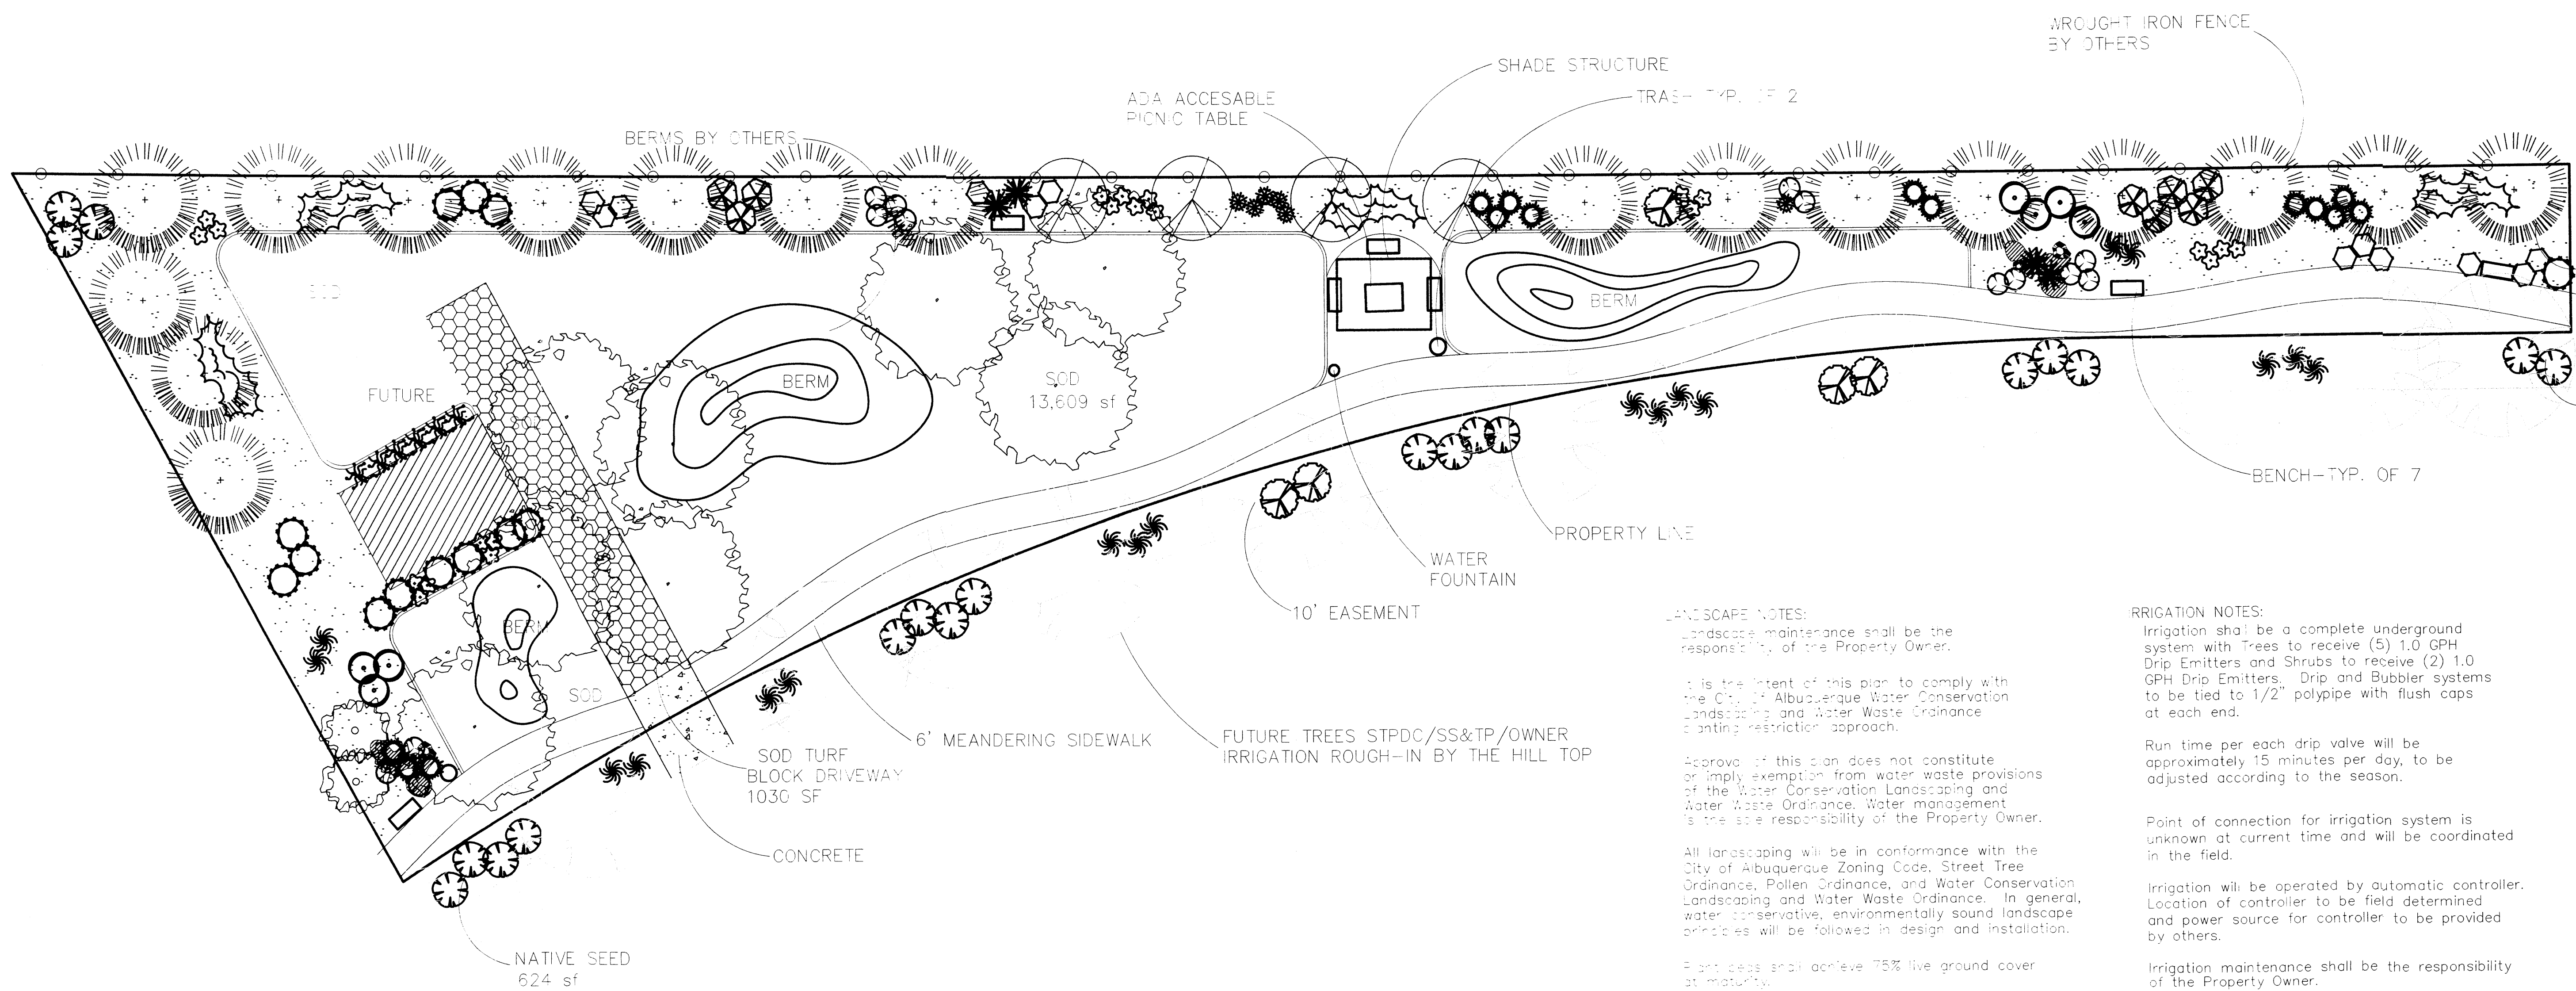 WROUGHT IRON FENCE
BY OTHERS
SHADE STRUCTURE
TRASH TYP. OF 2
ADA ACCESABLE
PICNIC TABLE
BERMS BY OTHERS
SOD
BERM
BERM
FUTURE
SOD
13,609 sf
SOD
BENCH-TYP. OF 7
PROPERTY LINE
WATER
FOUNTAIN
10' EASEMENT
BERM
SOD
6' MEANDERING SIDEWALK
FUTURE TREES STPDC/SS&TP/OWNER
IRRIGATION ROUGH-IN BY THE HILL TOP
SOD TURF
BLOCK DRIVEWAY
1030 SF
CONCRETE
NATIVE SEED
624 sf
LANDSCAPE NOTES:
Landscape maintenance shall be the
responsibility of the Property Owner.
It is the intent of this plan to comply with
the City Of Albuquerque Water Conservation
Landscaping and Water Waste Ordinance
planting restriction approach.
Approval of this plan does not constitute
or imply exemption from water waste provisions
of the Water Conservation Landscaping and
Water Waste Ordinance. Water management
is the sole responsibility of the Property Owner.
All landscaping will be in conformance with the
City of Albuquerque Zoning Code, Street Tree
Ordinance, Pollen Ordinance, and Water Conservation
Landscaping and Water Waste Ordinance. In general,
water conservative, environmentally sound landscape
principles will be followed in design and installation.
Plant beds shall achieve 75% live ground cover
at maturity.
IRRIGATION NOTES:
Irrigation shall be a complete underground
system with Trees to receive (5) 1.0 GPH
Drip Emitters and Shrubs to receive (2) 1.0
GPH Drip Emitters. Drip and Bubbler systems
to be tied to 1/2" polypipe with flush caps
at each end.
Run time per each drip valve will be
approximately 15 minutes per day, to be
adjusted according to the season.
Point of connection for irrigation system is
unknown at current time and will be coordinated
in the field.
Irrigation will be operated by automatic controller.
Location of controller to be field determined
and power source for controller to be provided
by others.
Irrigation maintenance shall be the responsibility
of the Property Owner.